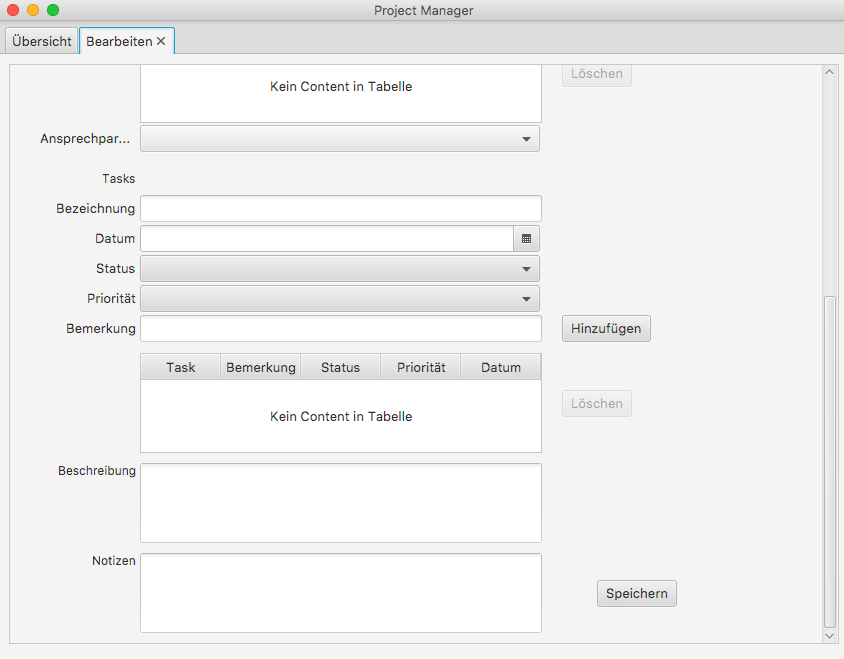 Project Manager
Übersicht Bearbeiten
Kein Content in Tabelle Löschen
Ansprechpar...
Tasks
Bezeichnung
Datum
Status
Priorität
Bemerkung Hinzufügen
Task Bemerkung Status Priorität Datum
Kein Content in Tabelle Löschen
Beschreibung
Notizen
Speichern